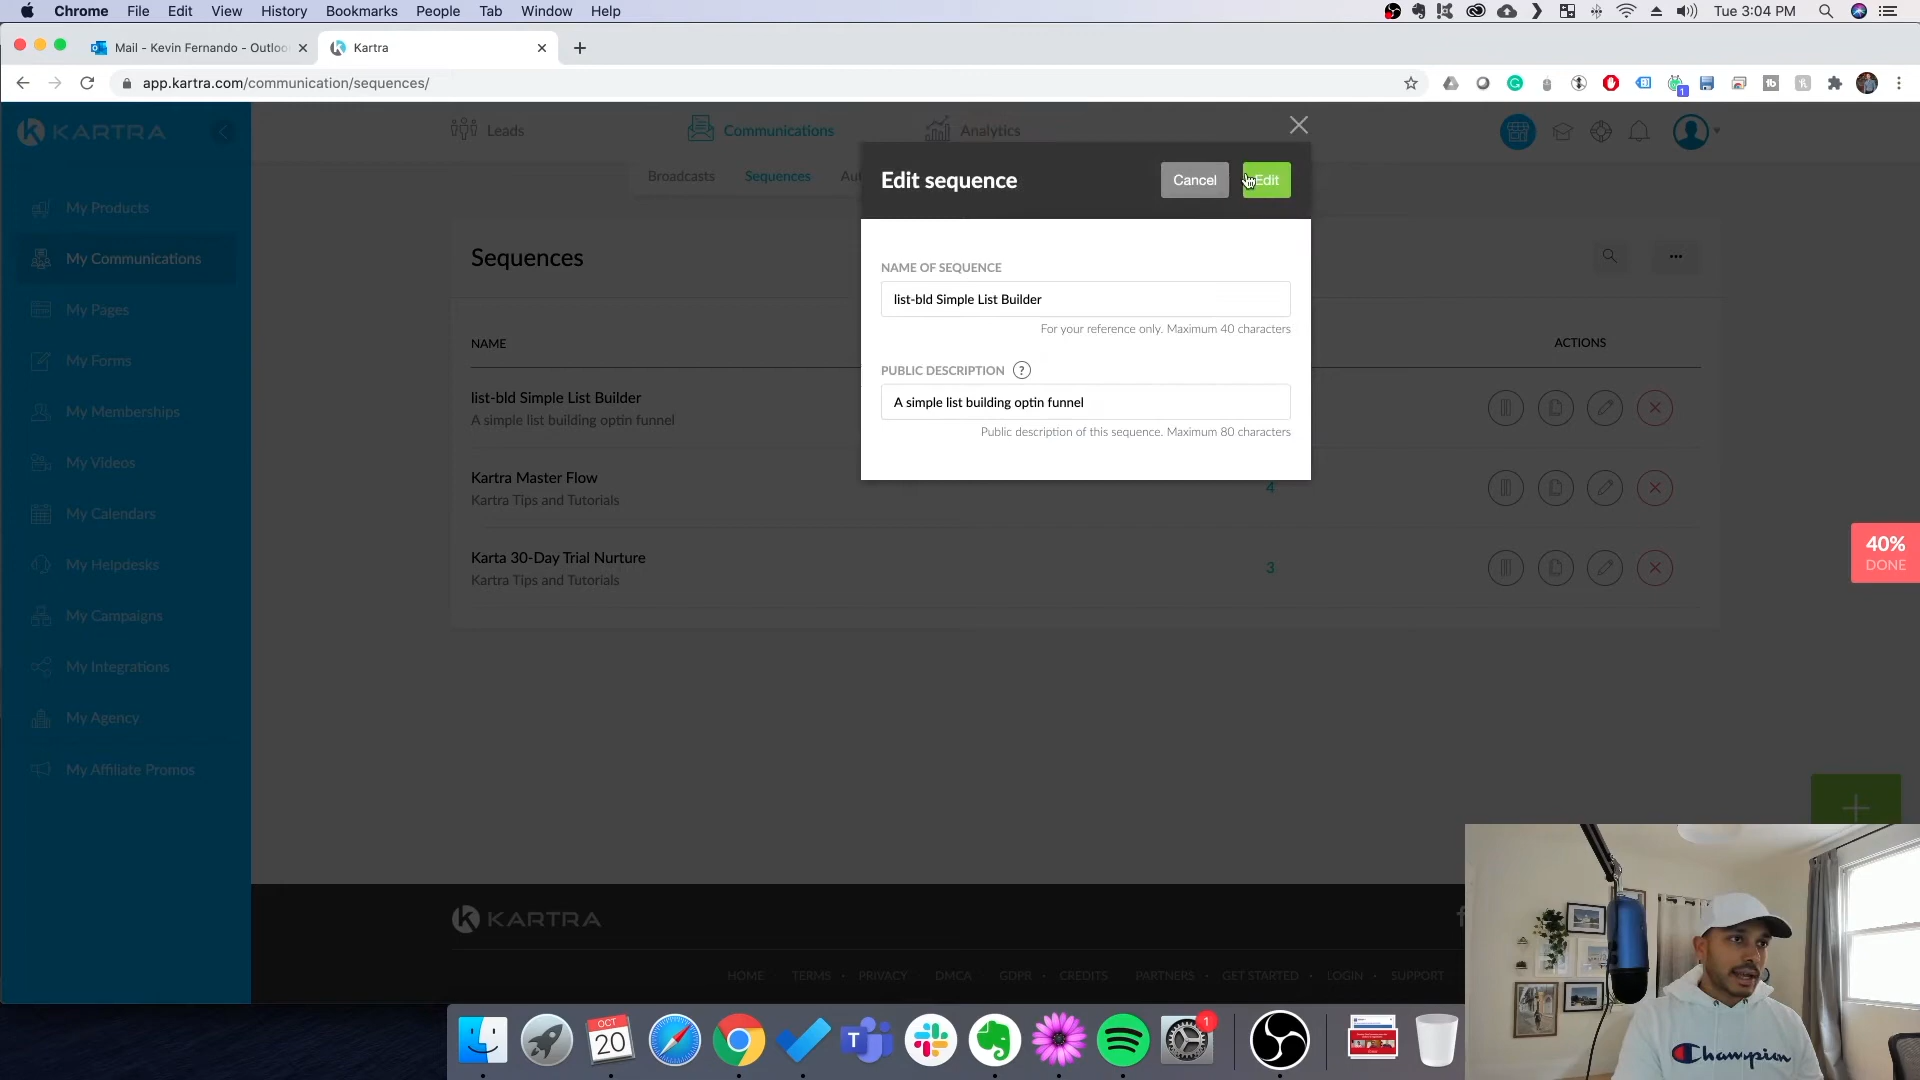 Chrome File Edit View History Bookmarks People Tab Window Help Tue 3:04 PM
Mail - Kevin Fernando - Outloo Kartra
app.kartra.com/communication/sequences/
1
KARTRA
Leads Communications Analytics
Broadcasts Sequences Au
My Products
My Communications
My Pages
My Forms
My Memberships
My Videos
My Calendars
My Helpdesks
My Campaigns
My Integrations
My Agency
My Affiliate Promos
Sequences
NAME ACTIONS
list-bld Simple List Builder
A simple list building optin funnel
Kartra Master Flow
Kartra Tips and Tutorials
4
Karta 30-Day Trial Nurture
Kartra Tips and Tutorials
3
Edit sequence Cancel Edit
NAME OF SEQUENCE
list-bld Simple List Builder
For your reference only. Maximum 40 characters
PUBLIC DESCRIPTION ?
A simple list building optin funnel
Public description of this sequence. Maximum 80 characters
40%
DONE
KARTRA
HOME TERMS · PRIVACY · DMCA · GDPR · CREDITS · PARTNERS · GET STARTED · LOGIN · SUPPORT
OCT
20
1
Champion